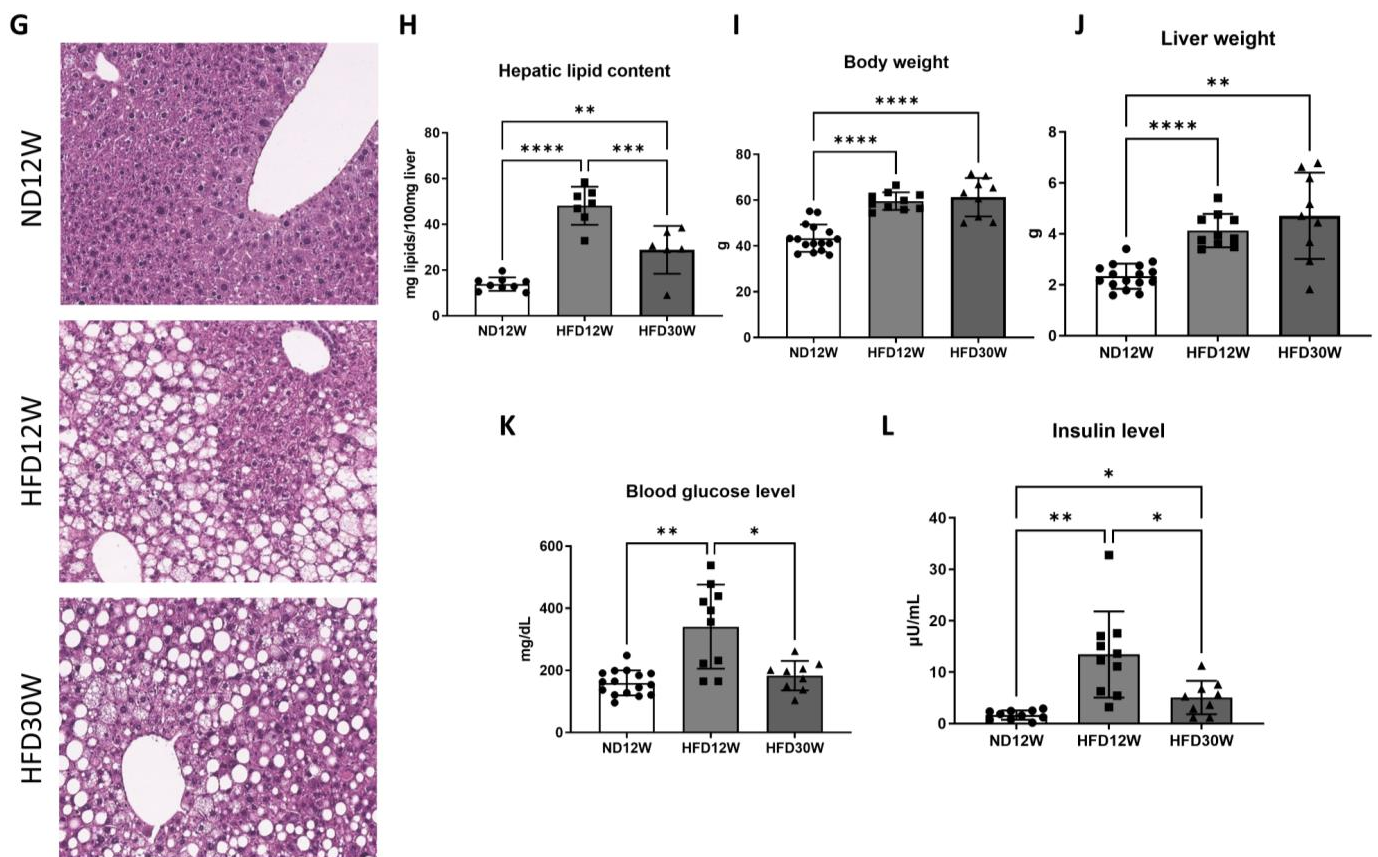 G
ND12W
HFD12W
HFD30W
H
Hepatic lipid content
**
**** ***
mg lipids/100mg liver
80
60
40
20
0
ND12W HFD12W HFD30W
I
Body weight
****
****
g
80
60
40
20
0
ND12W HFD12W HFD30W
J
Liver weight
**
****
g
8
6
4
2
0
ND12W HFD12W HFD30W
K
Blood glucose level
** *
mg/dL
600
400
200
0
ND12W HFD12W HFD30W
L
Insulin level
*
** *
µU/mL
40
30
20
10
0
ND12W HFD12W HFD30W